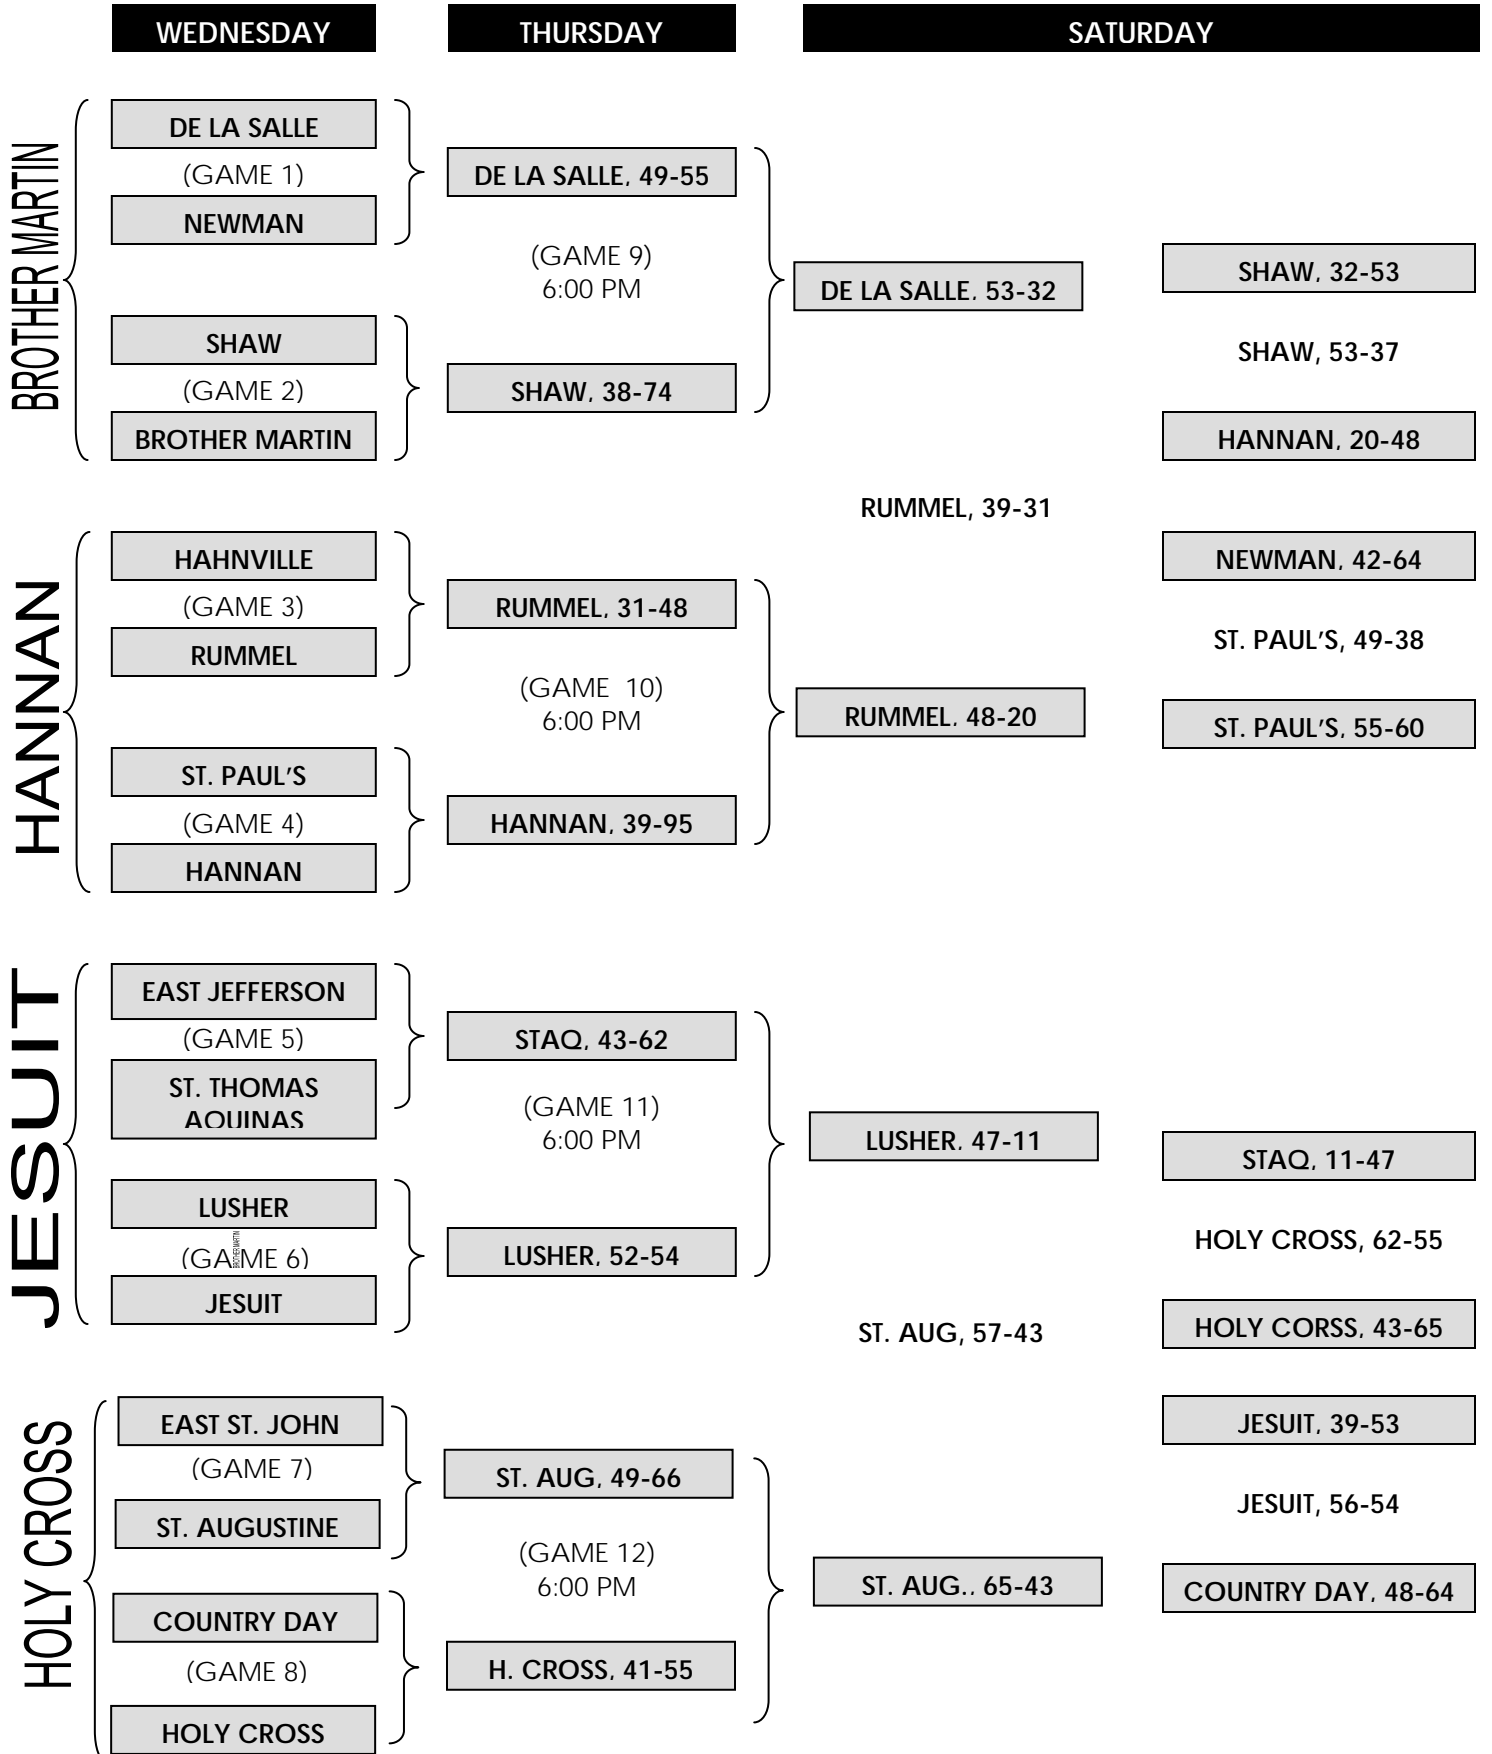 WEDNESDAY
THURSDAY
SATURDAY
BROTHER MARTIN
DE LA SALLE
(GAME 1)
NEWMAN
SHAW
(GAME 2)
BROTHER MARTIN
DE LA SALLE, 49-55
(GAME 9)
6:00 PM
SHAW, 38-74
DE LA SALLE, 53-32
SHAW, 32-53
SHAW, 53-37
HANNAN, 20-48
RUMMEL, 39-31
HANNAN
HAHNVILLE
(GAME 3)
RUMMEL
ST. PAUL'S
(GAME 4)
HANNAN
RUMMEL, 31-48
(GAME 10)
6:00 PM
HANNAN, 39-95
RUMMEL, 48-20
NEWMAN, 42-64
ST. PAUL'S, 49-38
ST. PAUL'S, 55-60
JESUIT
EAST JEFFERSON
(GAME 5)
ST. THOMAS
AQUINAS
LUSHER
(GAME 6)
BROTHER MARTIN
JESUIT
STAQ, 43-62
(GAME 11)
6:00 PM
LUSHER, 52-54
LUSHER, 47-11
STAQ, 11-47
HOLY CROSS, 62-55
HOLY CORSS, 43-65
ST. AUG, 57-43
HOLY CROSS
EAST ST. JOHN
(GAME 7)
ST. AUGUSTINE
COUNTRY DAY
(GAME 8)
HOLY CROSS
ST. AUG, 49-66
(GAME 12)
6:00 PM
H. CROSS, 41-55
ST. AUG., 65-43
JESUIT, 39-53
JESUIT, 56-54
COUNTRY DAY, 48-64